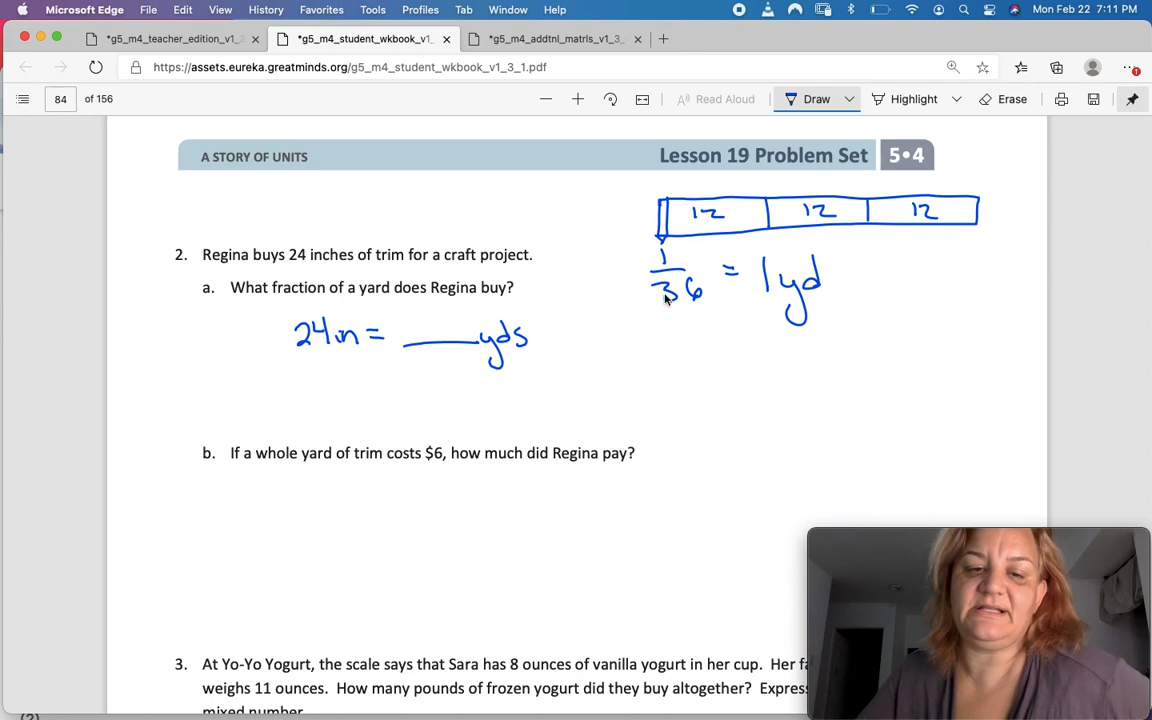 Microsoft Edge File Edit View History Favorites Tools Profiles Tab Window Help Mon Feb 22 7:11 PM
*g5_m4_teacher_edition_v1_ *g5_m4_student_wkbook_v1_ *g5_m4_addtnl_matrls_v1_3_
https://assets.eureka.greatminds.org/g5_m4_student_wkbook_v1_3_1.pdf
84 of 156 Read Aloud Draw Highlight Erase
A STORY OF UNITS Lesson 19 Problem Set 5•4
12 12 12
1
36 = 1 yd
2. Regina buys 24 inches of trim for a craft project.
a. What fraction of a yard does Regina buy?
24in = ____yds
b. If a whole yard of trim costs $6, how much did Regina pay?
3. At Yo-Yo Yogurt, the scale says that Sara has 8 ounces of vanilla yogurt in her cup. Her
weighs 11 ounces. How many pounds of frozen yogurt did they buy altogether?
mixed number.